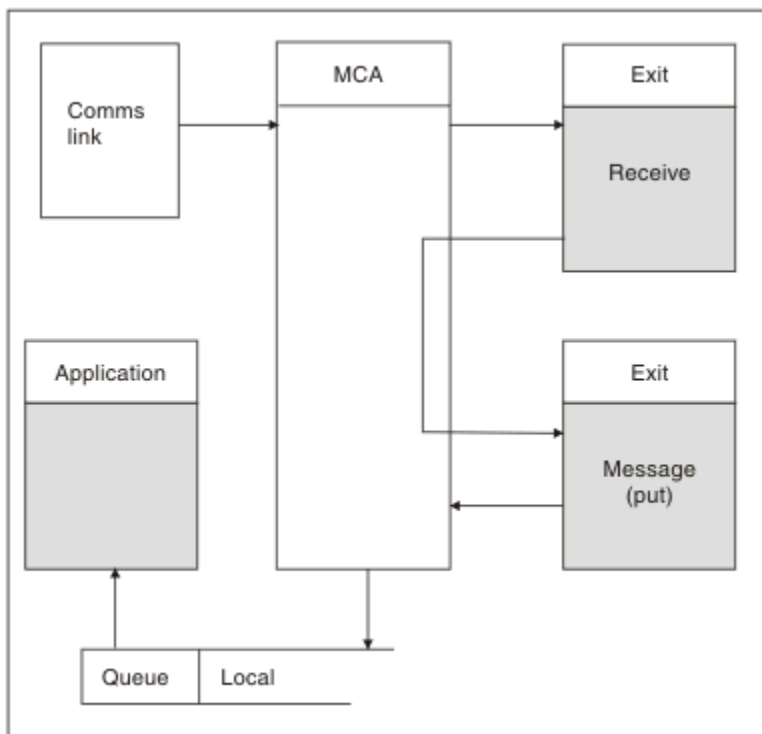 Comms
link
MCA
Exit
Receive
Application
Exit
Message
(put)
Queue
Local